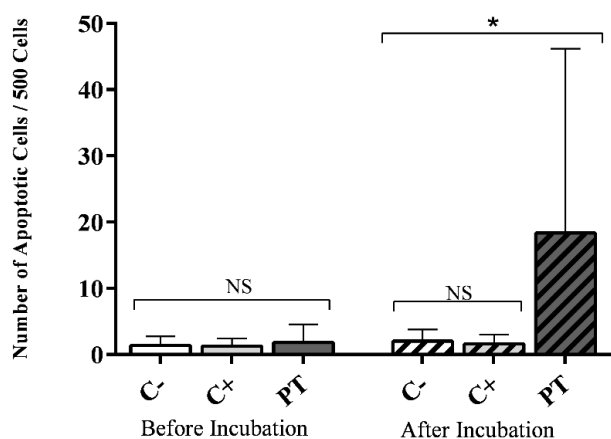 Number of Apoptotic Cells / 500 Cells
50
40
30
20
10
0
*
NS
NS
C-
C+
PT
C-
C+
PT
Before Incubation
After Incubation